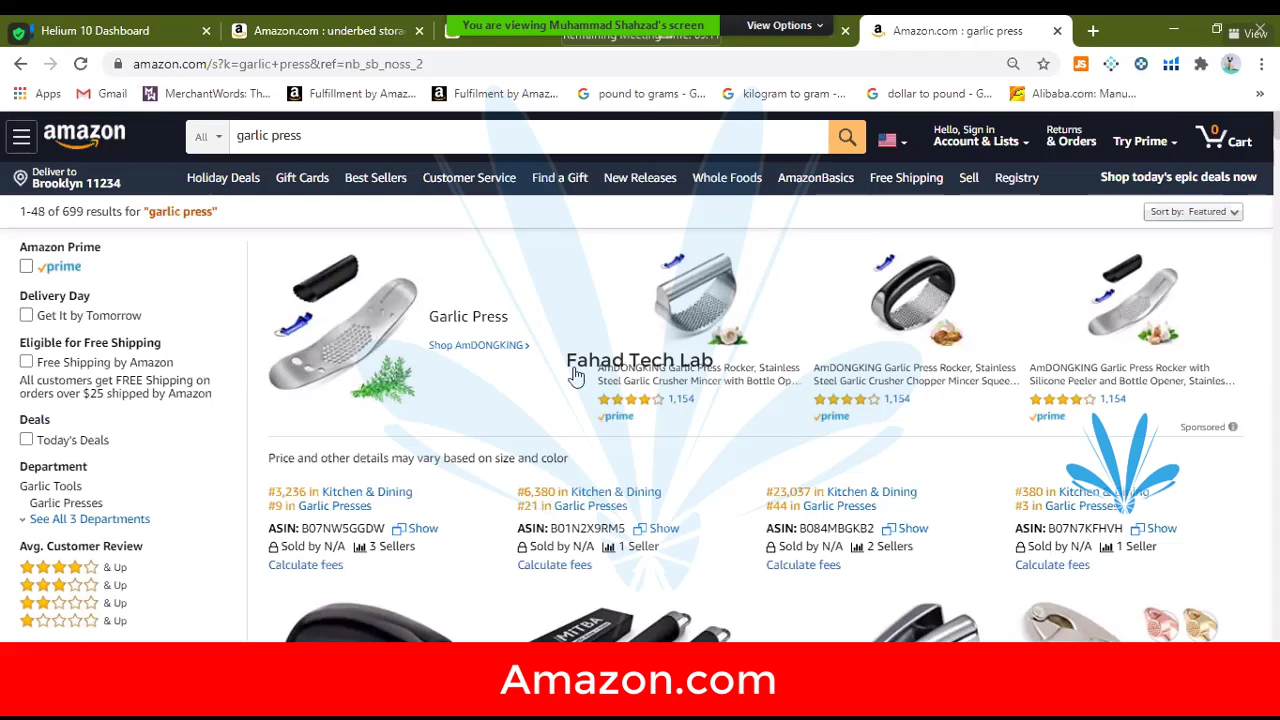 Helium 10 Dashboard
Amazon.com : underbed stora
You are viewing Muhammad Shahzad's screen
View Options
Amazon.com : garlic press
View
amazon.com/s?k=garlic+press&ref=nb_sb_noss_2
Apps
Gmail
MerchantWords: Th...
Fulfillment by Amaz...
Fulfillment by Amaz...
pound to grams - G...
kilogram to gram -...
dollar to pound - G...
Alibaba.com: Manu...
amazon
All
garlic press
Hello, Sign in
Account & Lists
Returns
& Orders
Try Prime
0
Cart
Deliver to
Brooklyn 11234
Holiday Deals
Gift Cards
Best Sellers
Customer Service
Find a Gift
New Releases
Whole Foods
AmazonBasics
Free Shipping
Sell
Registry
Shop today's epic deals now
1-48 of 699 results for "garlic press"
Sort by: Featured
Amazon Prime
prime
Delivery Day
Get It by Tomorrow
Eligible for Free Shipping
Free Shipping by Amazon
All customers get FREE Shipping on
orders over $25 shipped by Amazon
Deals
Today's Deals
Department
Garlic Tools
Garlic Presses
See All 3 Departments
Avg. Customer Review
& Up
& Up
& Up
& Up
Garlic Press
Shop AmDONGKING
Fahad Tech Lab
AmDONGKING Garlic Press Rocker, Stainless
Steel Garlic Crusher Mincer with Bottle Op...
1,154
prime
AmDONGKING Garlic Press Rocker, Stainless
Steel Garlic Crusher Chopper Mincer Squee...
1,154
prime
AmDONGKING Garlic Press Rocker with
Silicone Peeler and Bottle Opener, Stainles...
1,154
prime
Sponsored
Price and other details may vary based on size and color
#3,236 in Kitchen & Dining
#9 in Garlic Presses
ASIN: B07NW5GGDW
Show
Sold by N/A
3 Sellers
Calculate fees
#6,380 in Kitchen & Dining
#21 in Garlic Presses
ASIN: B01N2X9RM5
Show
Sold by N/A
1 Seller
Calculate fees
#23,037 in Kitchen & Dining
#44 in Garlic Presses
ASIN: B084MBGKB2
Show
Sold by N/A
2 Sellers
Calculate fees
#380 in Kitchen & Dining
#3 in Garlic Presses
ASIN: B07N7KFHVH
Show
Sold by N/A
1 Seller
Calculate fees
MITBA
Amazon.com